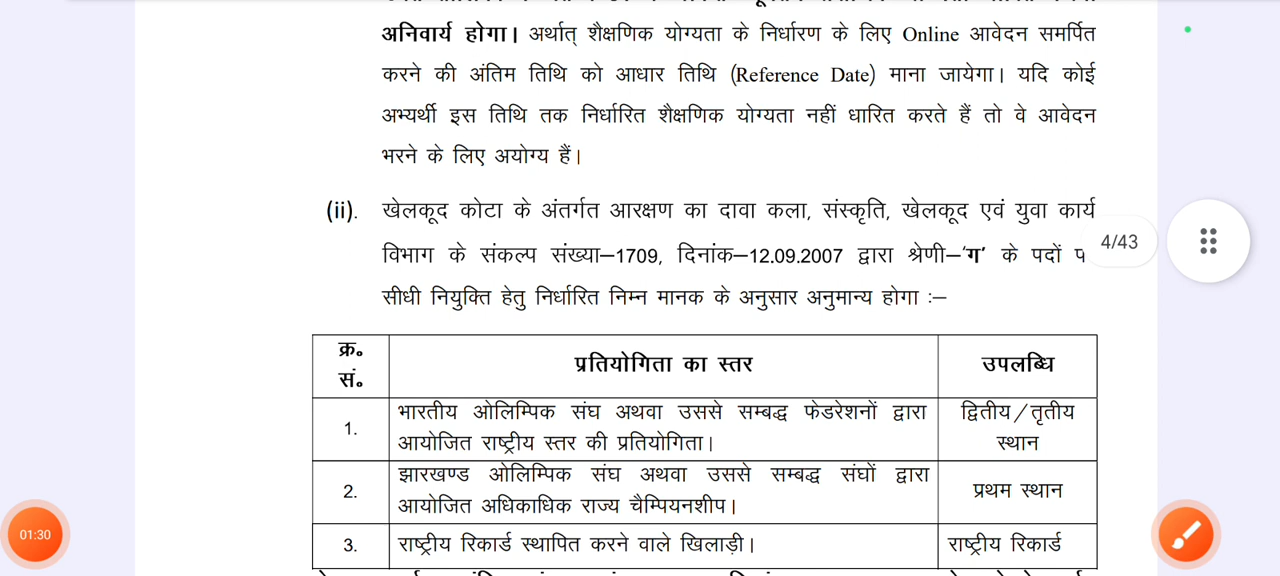 अनिवार्य होगा। अर्थात् शैक्षणिक योग्यता के निर्धारण के लिए Online आवेदन समर्पित
करने की अंतिम तिथि को आधार तिथि (Reference Date) माना जायेगा। यदि कोई
अभ्यर्थी इस तिथि तक निर्धारित शैक्षणिक योग्यता नहीं धारित करते हैं तो वे आवेदन
भरने के लिए अयोग्य हैं।
(ii). खेलकूद कोटा के अंतर्गत आरक्षण का दावा कला, संस्कृति, खेलकूद एवं युवा कार्य
विभाग के संकल्प संख्या–1709, दिनांक–12.09.2007 द्वारा श्रेणी–‘ग’ के पदों प
4/43
सीधी नियुक्ति हेतु निर्धारित निम्न मानक के अनुसार अनुमान्य होगा :–
क्र॰
सं॰
प्रतियोगिता का स्तर
उपलब्धि
1.
भारतीय ओलिम्पिक संघ अथवा उससे सम्बद्ध फेडरेशनों द्वारा
आयोजित राष्ट्रीय स्तर की प्रतियोगिता।
द्वितीय/तृतीय
स्थान
2.
झारखण्ड ओलिम्पिक संघ अथवा उससे सम्बद्ध संघों द्वारा
आयोजित अधिकाधिक राज्य चैम्पियनशीप।
प्रथम स्थान
3.
राष्ट्रीय रिकार्ड स्थापित करने वाले खिलाड़ी।
राष्ट्रीय रिकार्ड
01:30